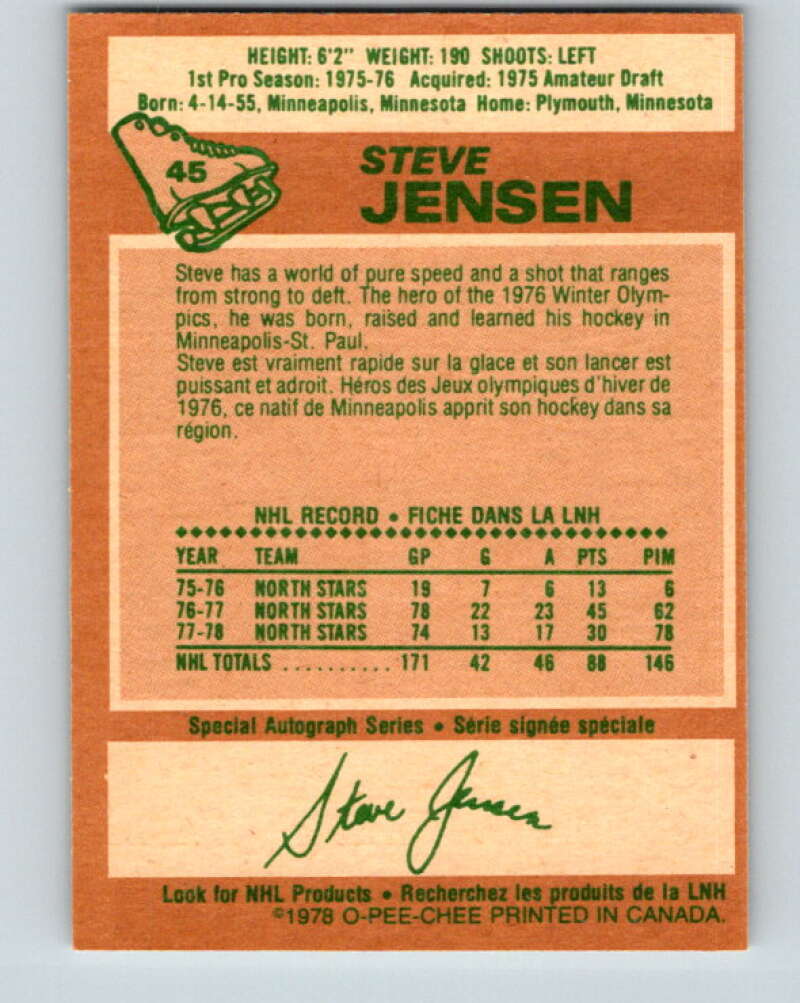 HEIGHT: 6'2" WEIGHT: 190 SHOOTS: LEFT
1st Pro Season: 1975-76 Acquired: 1975 Amateur Draft
Born: 4-14-55, Minneapolis, Minnesota Home: Plymouth, Minnesota
45
STEVE
JENSEN
Steve has a world of pure speed and a shot that ranges
from strong to deft. The hero of the 1976 Winter Olym-
pics, he was born, raised and learned his hockey in
Minneapolis-St. Paul.
Steve est vraiment rapide sur la glace et son lancer est
puissant et adroit. Héros des Jeux olympiques d'hiver de
1976, ce natif de Minneapolis apprit son hockey dans sa
région.
NHL RECORD • FICHE DANS LA LNH
YEAR TEAM GP G A PTS PIM
75-76 NORTH STARS 19 7 6 13 6
76-77 NORTH STARS 78 22 23 45 62
77-78 NORTH STARS 74 13 17 30 78
NHL TOTALS .......... 171 42 46 88 146
Special Autograph Series • Série signée spéciale
Steve Jensen
Look for NHL Products • Recherchez les produits de la LNH
©1978 O-PEE-CHEE PRINTED IN CANADA.